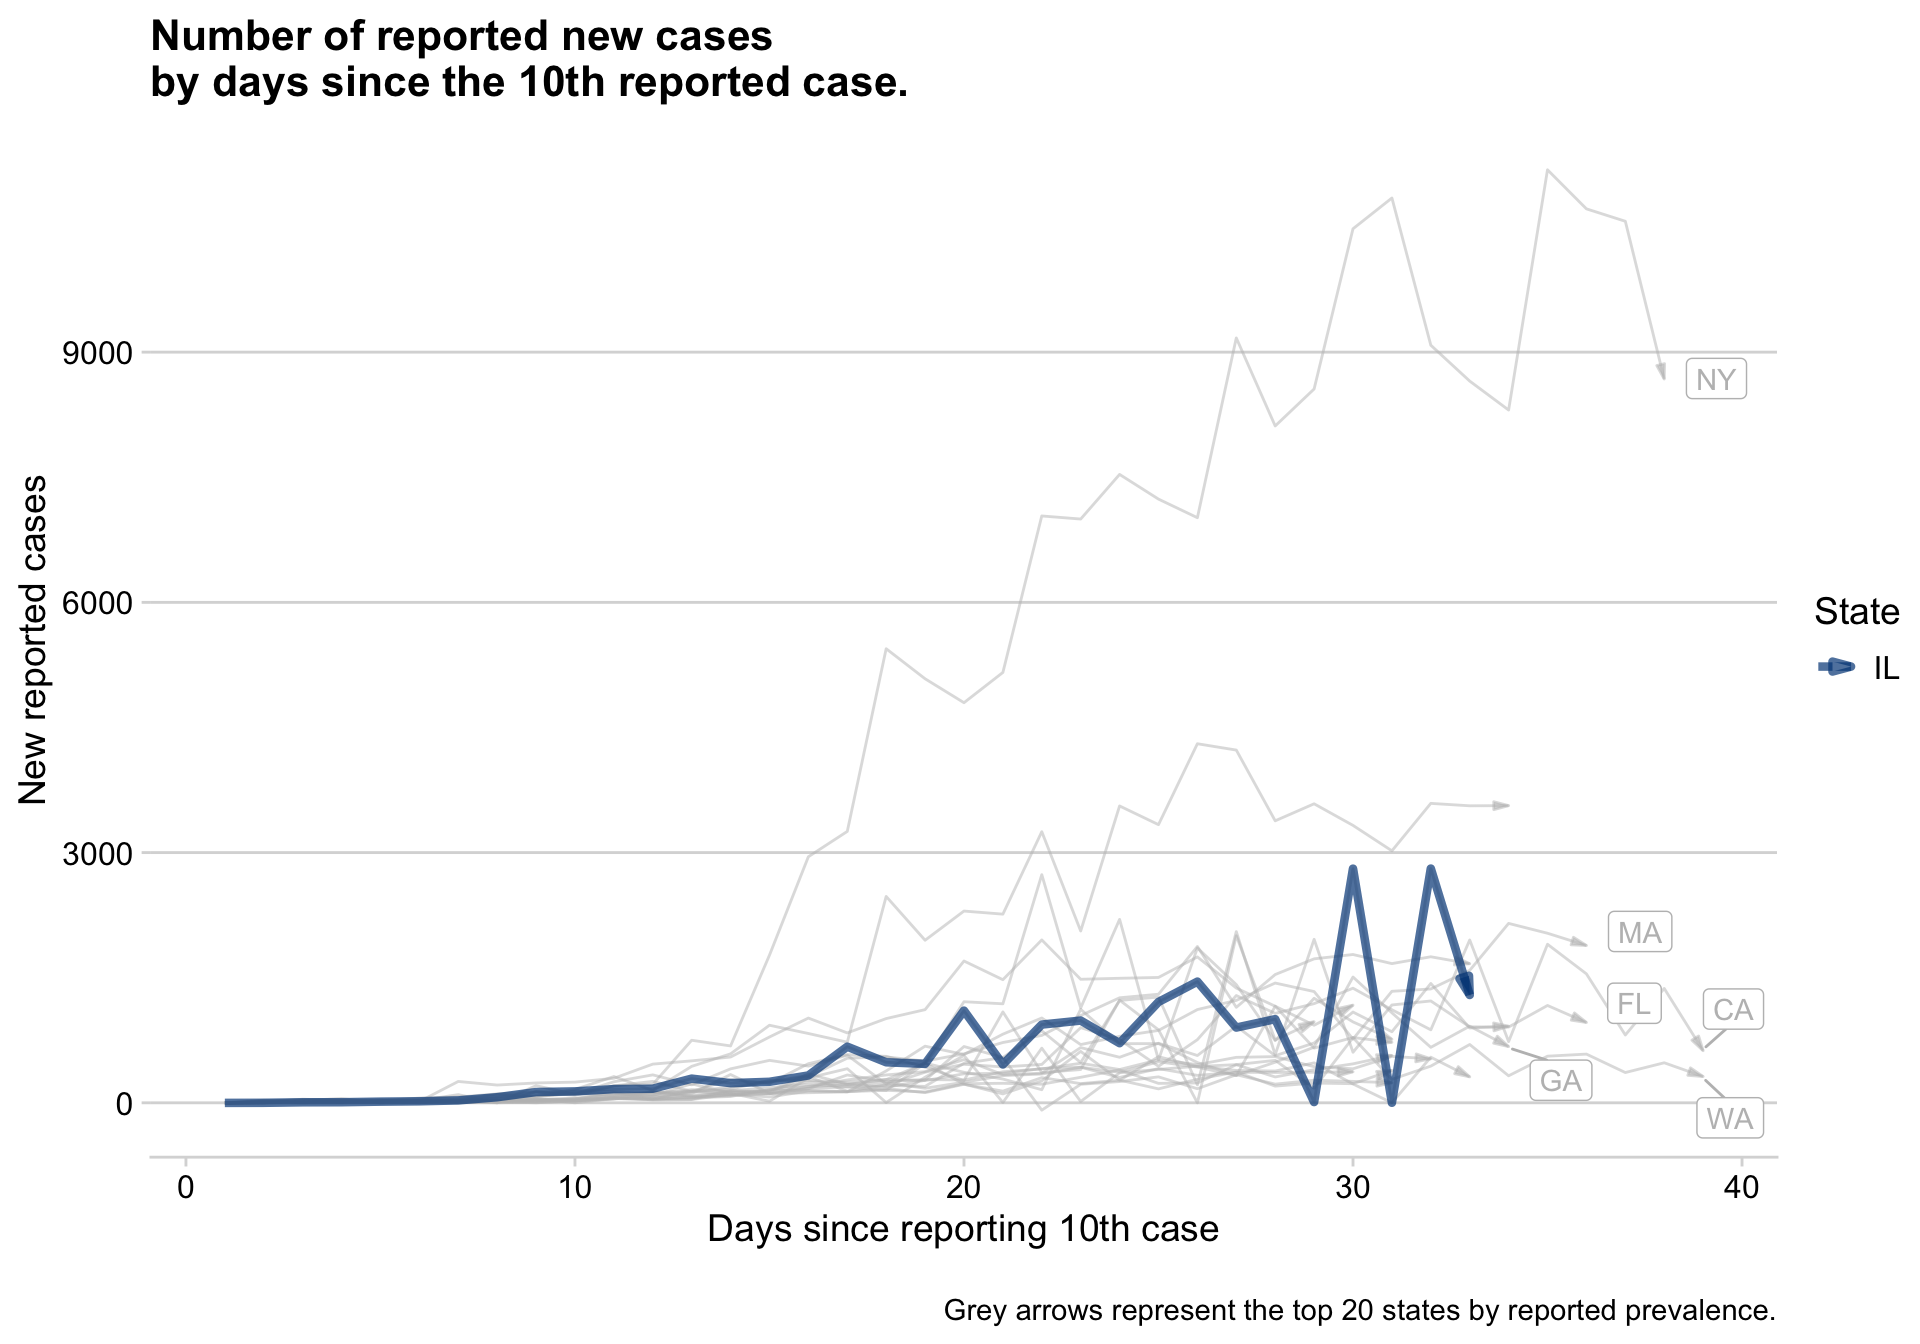 Number of reported new cases
by days since the 10th reported case.
New reported cases
9000
6000
3000
0
NY
MA
FL
CA
GA
WA
State
IL
0
10
20
30
40
Days since reporting 10th case
Grey arrows represent the top 20 states by reported prevalence.